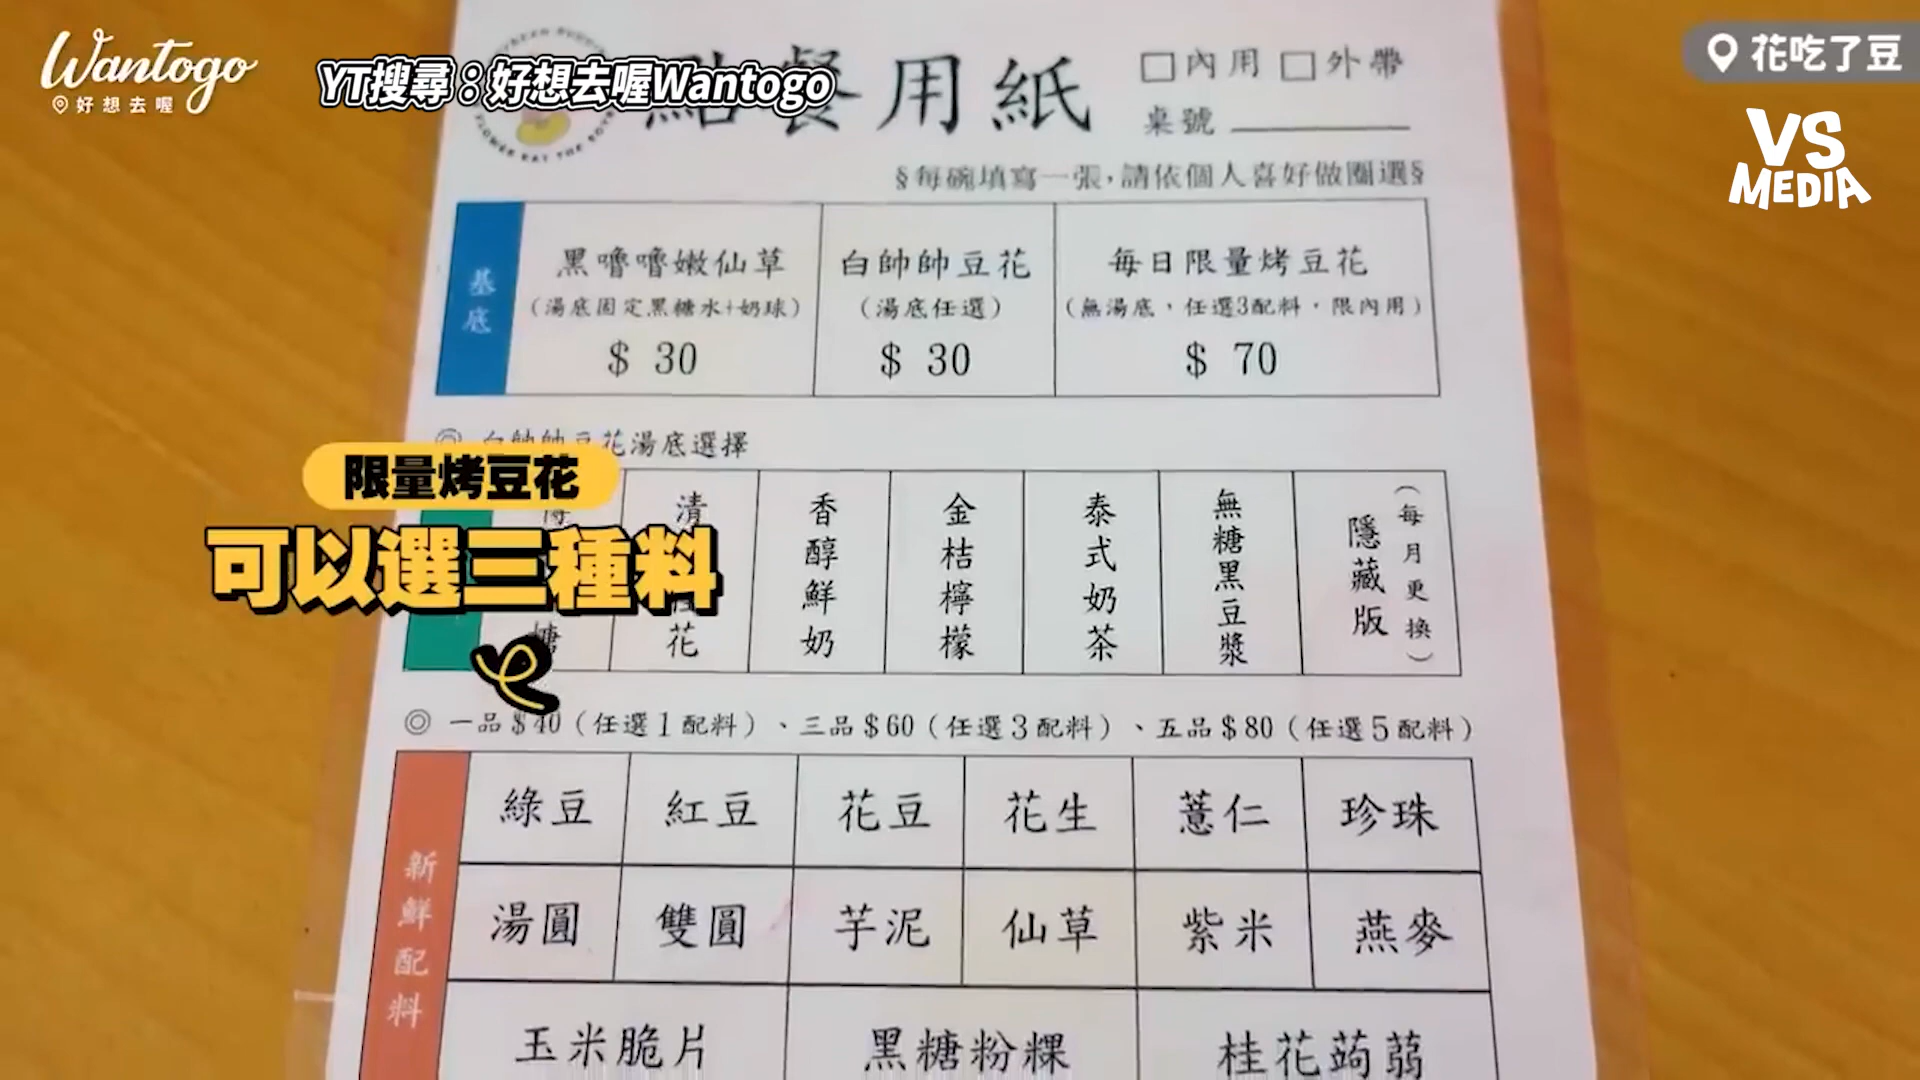 Wantogo
好想去喔
YT搜尋：好想去喔Wantogo
花吃了豆
VS
MEDIA
點餐用紙
內用 外帶
桌號
§每碗填寫一張,請依個人喜好做圈選§
基底
黑嚕嚕嫩仙草
(湯底固定黑糖水+奶球)
$ 30
白帥帥豆花
(湯底任選)
$ 30
每日限量烤豆花
(無湯底，任選3配料，限內用)
$ 70
◎ 白帥帥豆花湯底選擇
限量烤豆花
可以選三種料
香醇鮮奶
金桔檸檬
泰式奶茶
無糖黑豆漿
隱藏版
(每月更換)
◎ 一品$40(任選1配料)、三品$60(任選3配料)、五品$80(任選5配料)
新鮮配料
綠豆 紅豆 花豆 花生 薏仁 珍珠
湯圓 雙圓 芋泥 仙草 紫米 燕麥
玉米脆片 黑糖粉粿 桂花蒟蒻